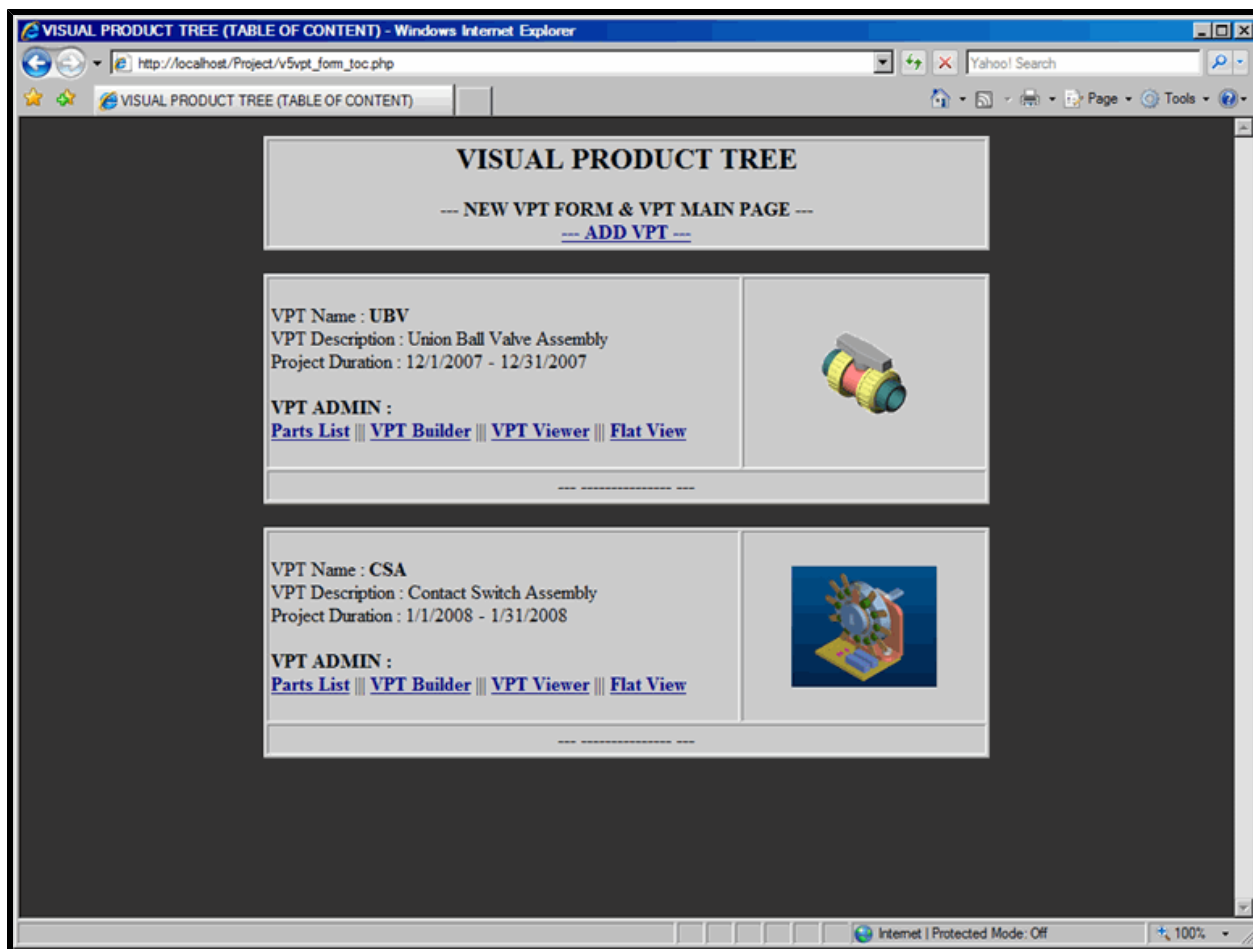 VISUAL PRODUCT TREE (TABLE OF CONTENT) - Windows Internet Explorer
http://localhost/Project/v5vpt_form_toc.php
Yahoo! Search
VISUAL PRODUCT TREE (TABLE OF CONTENT)
Page
Tools
VISUAL PRODUCT TREE
--- NEW VPT FORM & VPT MAIN PAGE ---
--- ADD VPT ---
VPT Name : UBV
VPT Description : Union Ball Valve Assembly
Project Duration : 12/1/2007 - 12/31/2007
VPT ADMIN :
Parts List ||| VPT Builder ||| VPT Viewer ||| Flat View
--- --------------- ---
VPT Name : CSA
VPT Description : Contact Switch Assembly
Project Duration : 1/1/2008 - 1/31/2008
VPT ADMIN :
Parts List ||| VPT Builder ||| VPT Viewer ||| Flat View
--- --------------- ---
Internet | Protected Mode: Off
100%